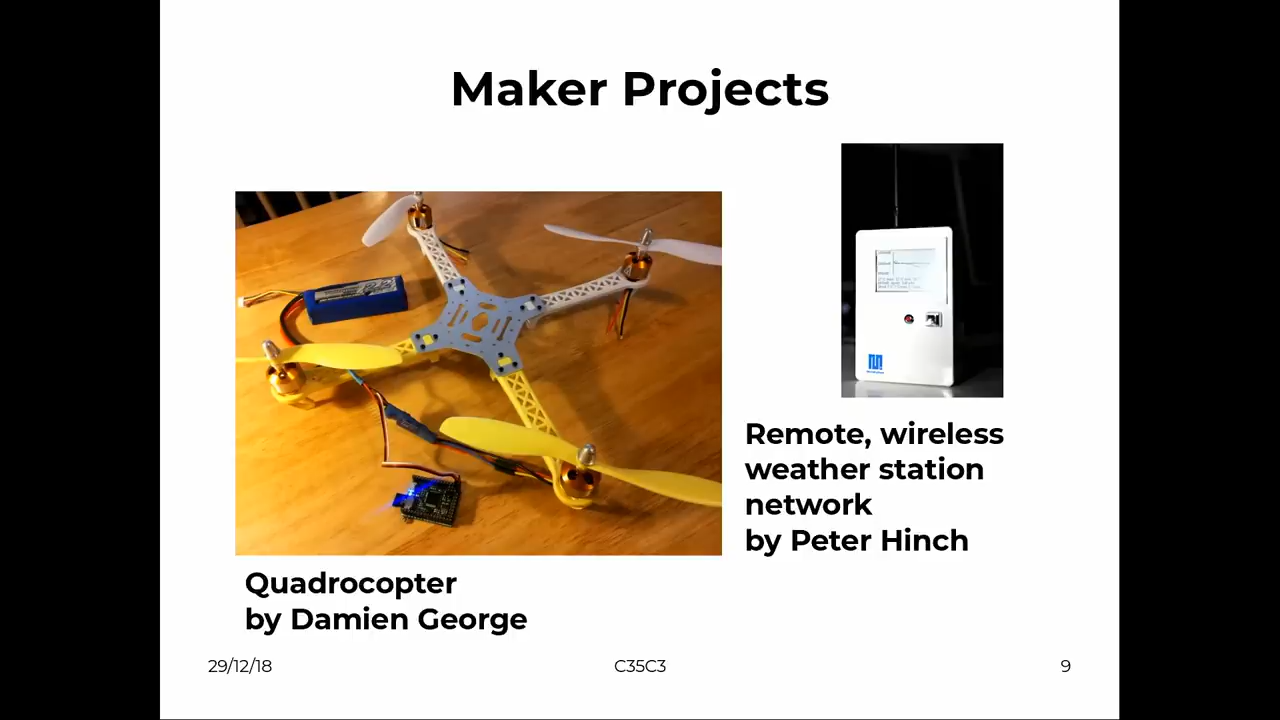 Maker Projects
Quadrocopter
by Damien George
Remote, wireless
weather station
network
by Peter Hinch
29/12/18
C35C3
9